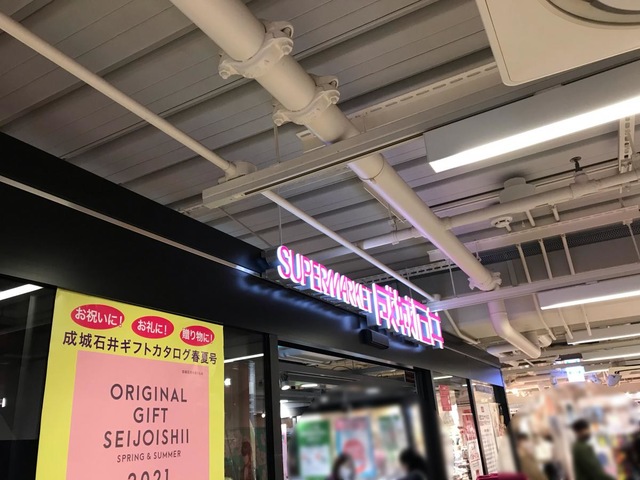 SUPERMARKET 成城石井
お祝いに!
お礼に!
贈り物に!
成城石井ギフトカタログ春夏号
ORIGINAL
GIFT
SEIJOISHII
SPRING & SUMMER
2021